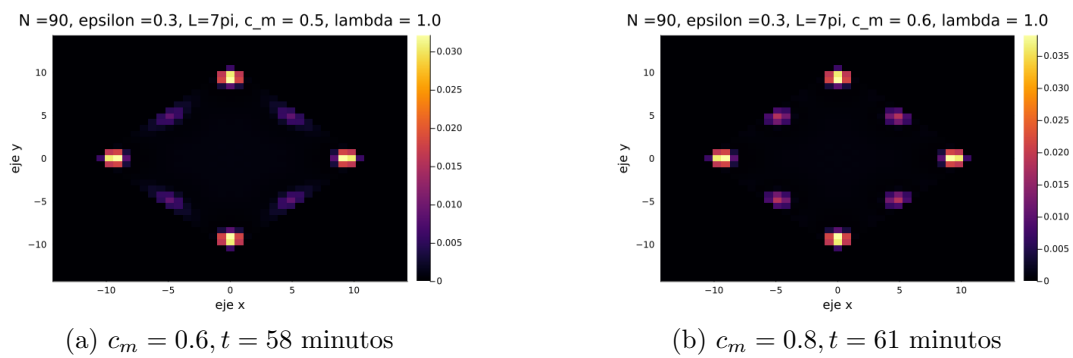 N =90, epsilon =0.3, L=7pi, c_m = 0.5, lambda = 1.0
10
5
0
−5
−10
eje y
−10 −5 0 5 10
eje x
0.030
0.025
0.020
0.015
0.010
0.005
0
(a) c_m = 0.6, t = 58 minutos
N =90, epsilon =0.3, L=7pi, c_m = 0.6, lambda = 1.0
10
5
0
−5
−10
eje y
−10 −5 0 5 10
eje x
0.035
0.030
0.025
0.020
0.015
0.010
0.005
0
(b) c_m = 0.8, t = 61 minutos